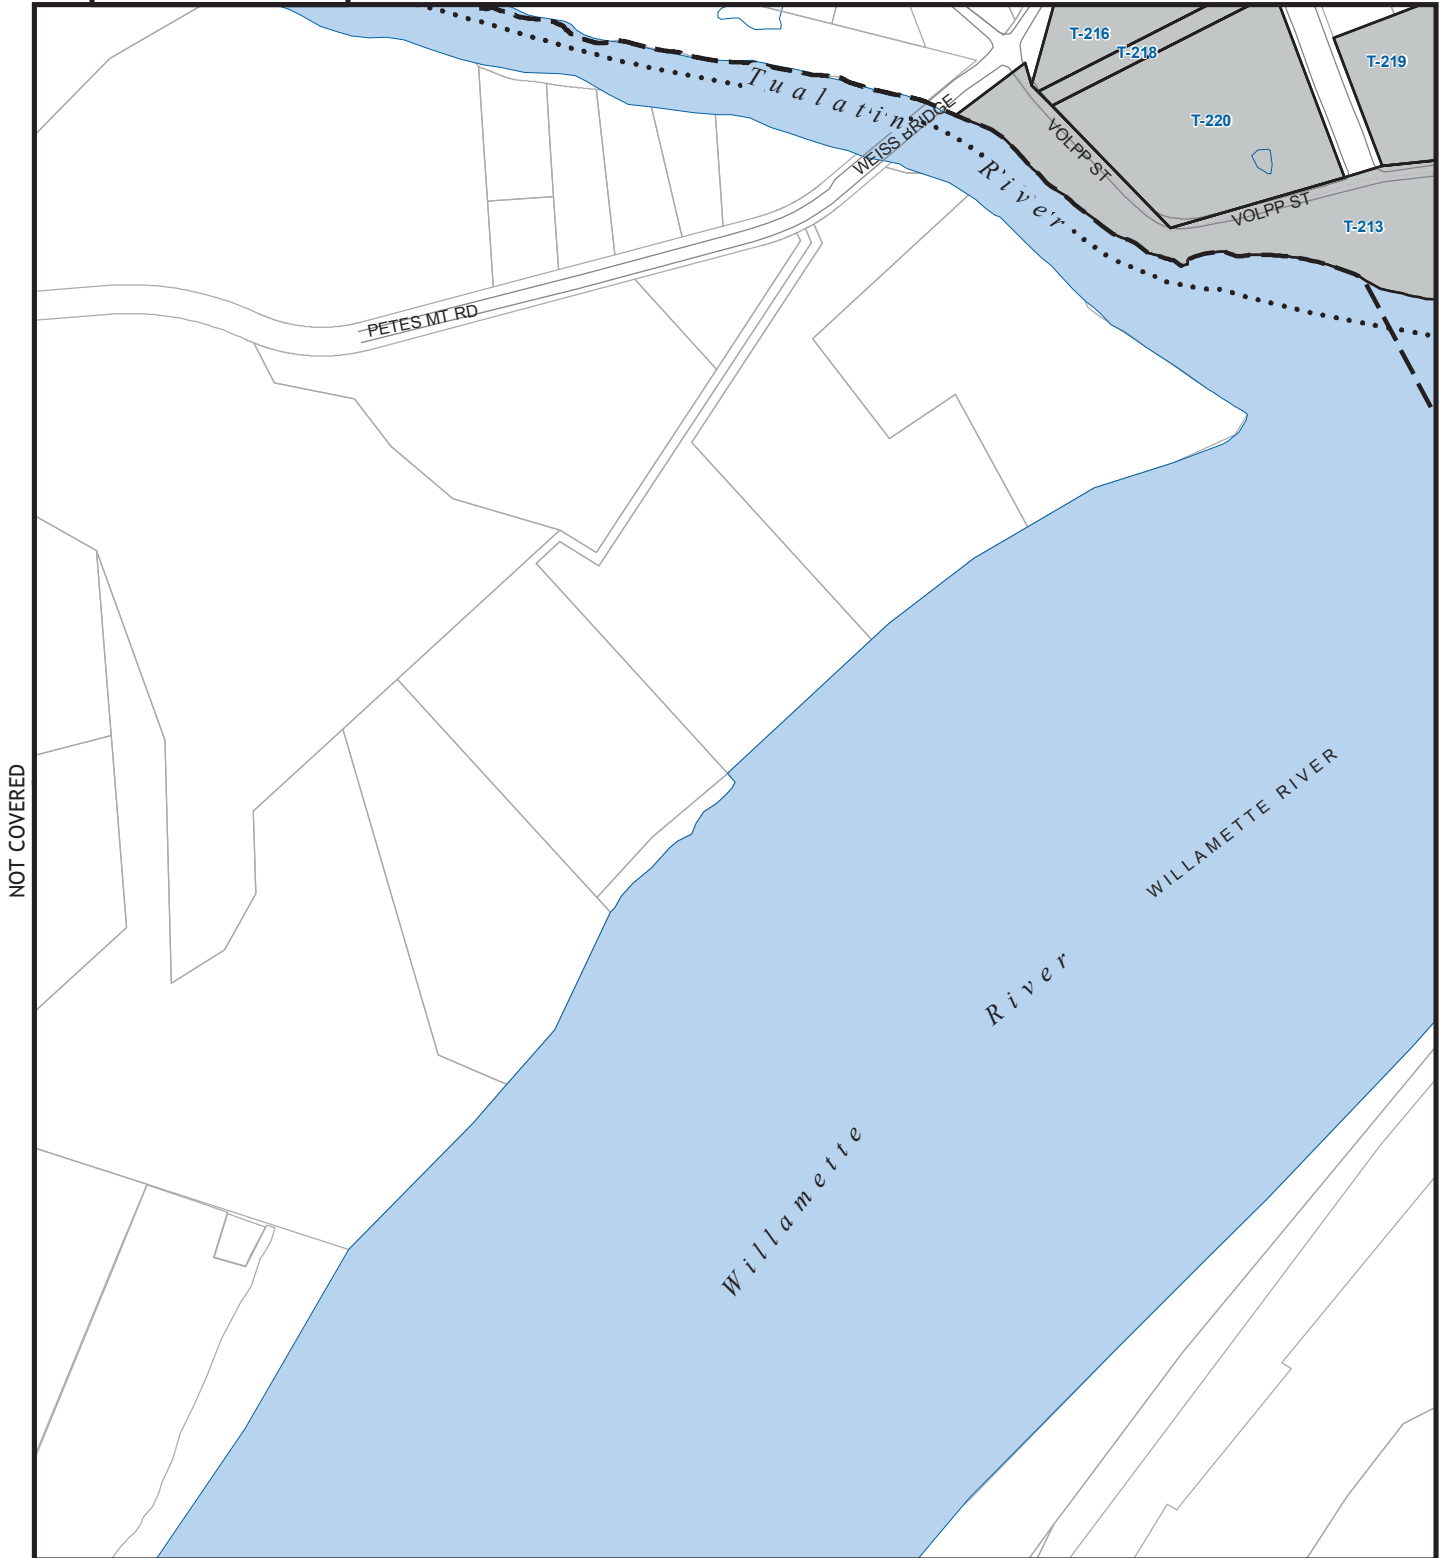 T-216
T-218
T-219
T-220
T-213
Tualatin
River
WEISS BRIDGE
VOLPP ST
VOLPP ST
PETES MT RD
NOT COVERED
WILLAMETTE RIVER
Willamette River